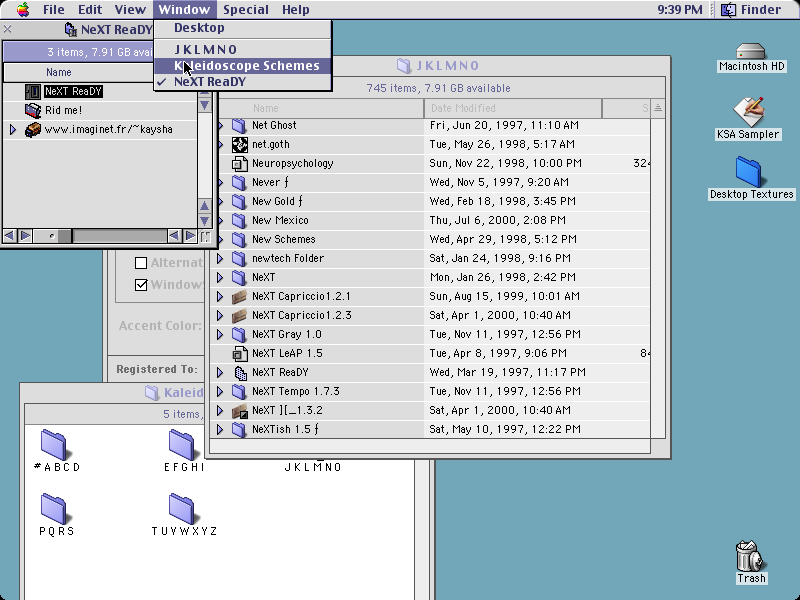 File Edit View Window Special Help 9:39 PM Finder
Desktop
J K L M N O
Kaleidoscope Schemes
✓ NeXT ReaDY
NeXT ReaDY
3 items, 7.91 GB avai
Name
NeXT ReaDY
Rid me!
www.imaginet.fr/~kaysha
J K L M N O
745 items, 7.91 GB available
Name Date Modified S
Net Ghost Fri, Jun 20, 1997, 11:10 AM
net.goth Tue, May 26, 1998, 5:17 AM
Neuropsychology Sun, Nov 22, 1998, 10:00 PM 324
Never ƒ Wed, Nov 5, 1997, 9:20 AM
New Gold ƒ Wed, Feb 18, 1998, 3:45 PM
New Mexico Thu, Jul 6, 2000, 2:08 PM
New Schemes Wed, Apr 29, 1998, 5:12 PM
newtech Folder Sat, Jan 24, 1998, 9:16 PM
NeXT Mon, Jan 26, 1998, 2:42 PM
NeXT Capriccio1.2.1 Sun, Aug 15, 1999, 10:01 AM
NeXT Capriccio1.2.3 Sat, Apr 1, 2000, 10:40 AM
NeXT Gray 1.0 Tue, Nov 11, 1997, 12:56 PM
NeXT LeAP 1.5 Tue, Apr 8, 1997, 9:06 PM 84
NeXT ReaDY Wed, Mar 19, 1997, 11:17 PM
NeXT Tempo 1.7.3 Tue, Nov 11, 1997, 12:56 PM
NeXT ][_1.3.2 Sat, Apr 1, 2000, 10:40 AM
NeXTish 1.5 ƒ Sat, May 10, 1997, 12:22 PM
Alternat
Window
Accent Color:
Registered To:
Kaleid
5 items,
#ABCD
EFGHI
JKLMNO
PQRS
TUVWXYZ
Macintosh HD
KSA Sampler
Desktop Textures
Trash